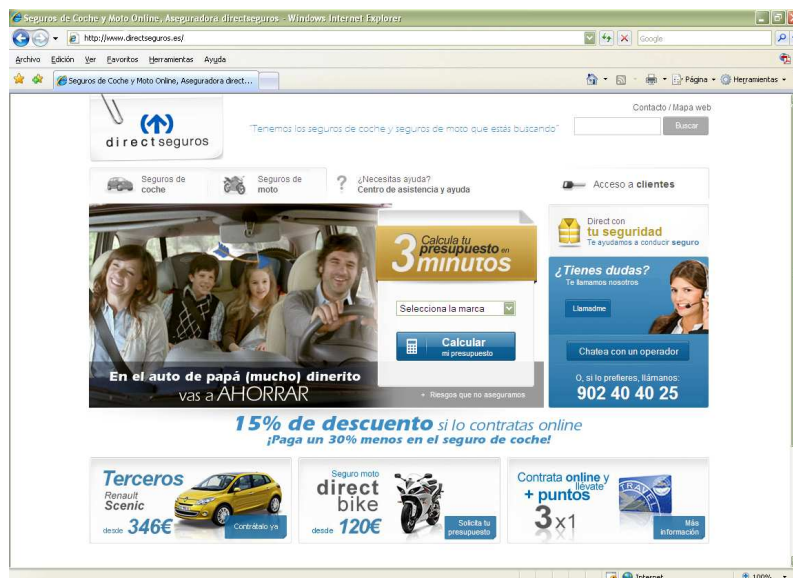 Seguros de Coche y Moto Online, Aseguradora directseguros - Windows Internet Explorer
http://www.directseguros.es/
Google
Archivo Edición Ver Favoritos Herramientas Ayuda
Seguros de Coche y Moto Online, Aseguradora direct...
Página Herramientas
Contacto / Mapa web
Buscar
directseguros
"Tenemos los seguros de coche y seguros de moto que estás buscando"
Seguros de
coche
Seguros de
moto
?
¿Necesitas ayuda?
Centro de asistencia y ayuda
Acceso a clientes
Calcula tu
presupuesto en
3 minutos
Selecciona la marca
Calcular
mi presupuesto
+ Riesgos que no aseguramos
En el auto de papá (mucho) dinerito
vas a AHORRAR
Direct con
tu seguridad
Te ayudamos a conducir seguro
¿Tienes dudas?
Te llamamos nosotros
Llamadme
Chatea con un operador
O, si lo prefieres, llámanos:
902 40 40 25
15% de descuento si lo contratas online
¡Paga un 30% menos en el seguro de coche!
Terceros
Renault
Scenic
desde 346€
Contrátalo ya
Seguro moto
direct
bike
desde 120€
Solicita tu
presupuesto
Contrata online y
llévate
+ puntos
3x1
TRAVEL
Más
información
Internet
100%